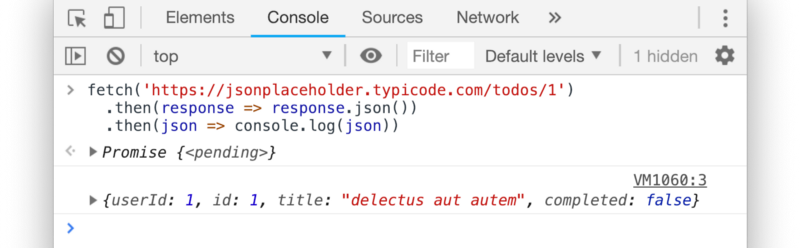 Elements Console Sources Network »
top ▼ Filter Default levels ▼ 1 hidden
> fetch('https://jsonplaceholder.typicode.com/todos/1')
.then(response => response.json())
.then(json => console.log(json))
Promise {<pending>}
VM1060:3
{userId: 1, id: 1, title: "delectus aut autem", completed: false}
>